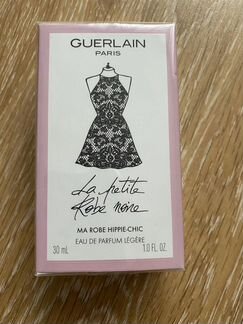 GUERLAIN
PARIS
La petite
Robe noire
MA ROBE HIPPIE-CHIC
EAU DE PARFUM LÉGÈRE
30 mL 1.0 FL. OZ.